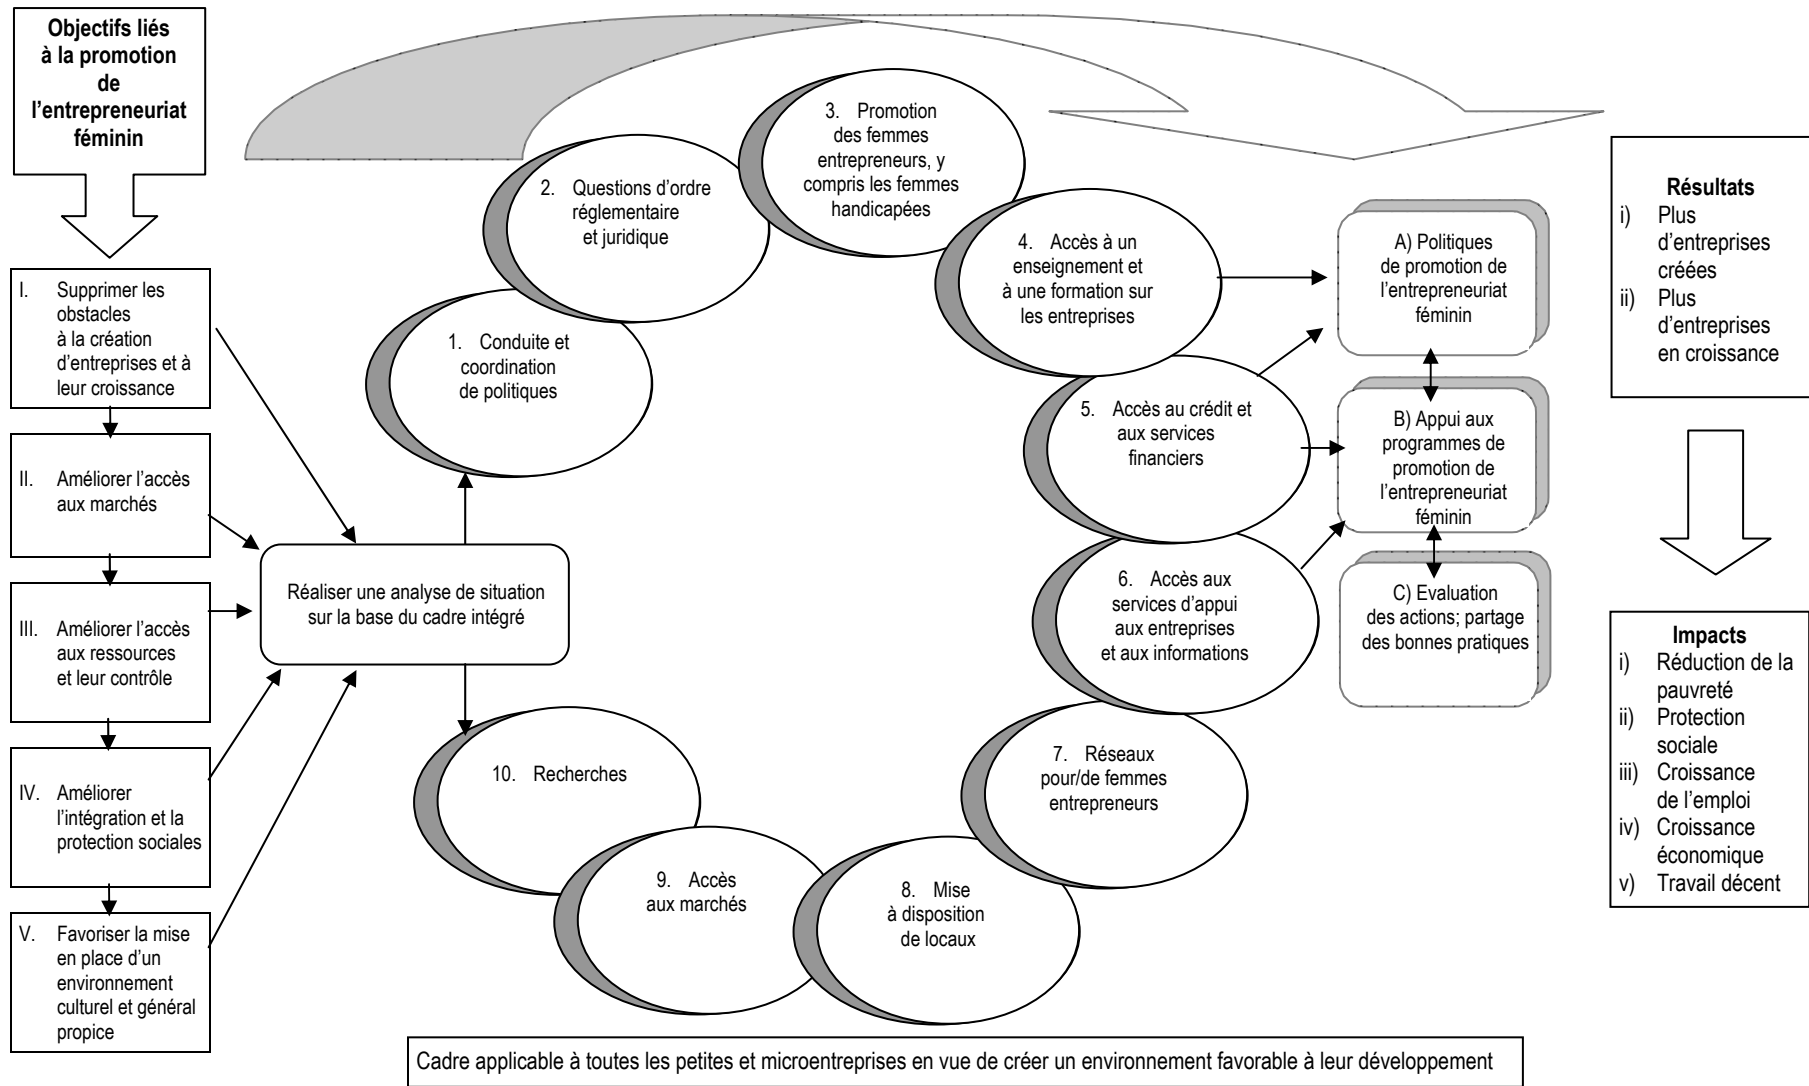 Objectifs liés
à la promotion
de
l’entrepreneuriat
féminin
I. Supprimer les
obstacles
à la création
d’entreprises et à
leur croissance
II. Améliorer l’accès
aux marchés
III. Améliorer l’accès
aux ressources
et leur contrôle
IV. Améliorer
l’intégration et la
protection sociales
V. Favoriser la mise
en place d’un
environnement
culturel et général
propice
Réaliser une analyse de situation
sur la base du cadre intégré
1. Conduite et
coordination
de politiques
2. Questions d’ordre
réglementaire
et juridique
3. Promotion
des femmes
entrepreneurs, y
compris les femmes
handicapées
4. Accès à un
enseignement et
à une formation sur
les entreprises
5. Accès au crédit et
aux services
financiers
6. Accès aux
services d’appui
aux entreprises
et aux informations
7. Réseaux
pour/de femmes
entrepreneurs
8. Mise
à disposition
de locaux
9. Accès
aux marchés
10. Recherches
A) Politiques
de promotion de
l’entrepreneuriat
féminin
B) Appui aux
programmes de
promotion de
l’entrepreneuriat
féminin
C) Evaluation
des actions; partage
des bonnes pratiques
Résultats
i) Plus
d’entreprises
créées
ii) Plus
d’entreprises
en croissance
Impacts
i) Réduction de la
pauvreté
ii) Protection
sociale
iii) Croissance
de l’emploi
iv) Croissance
économique
v) Travail décent
Cadre applicable à toutes les petites et microentreprises en vue de créer un environnement favorable à leur développement